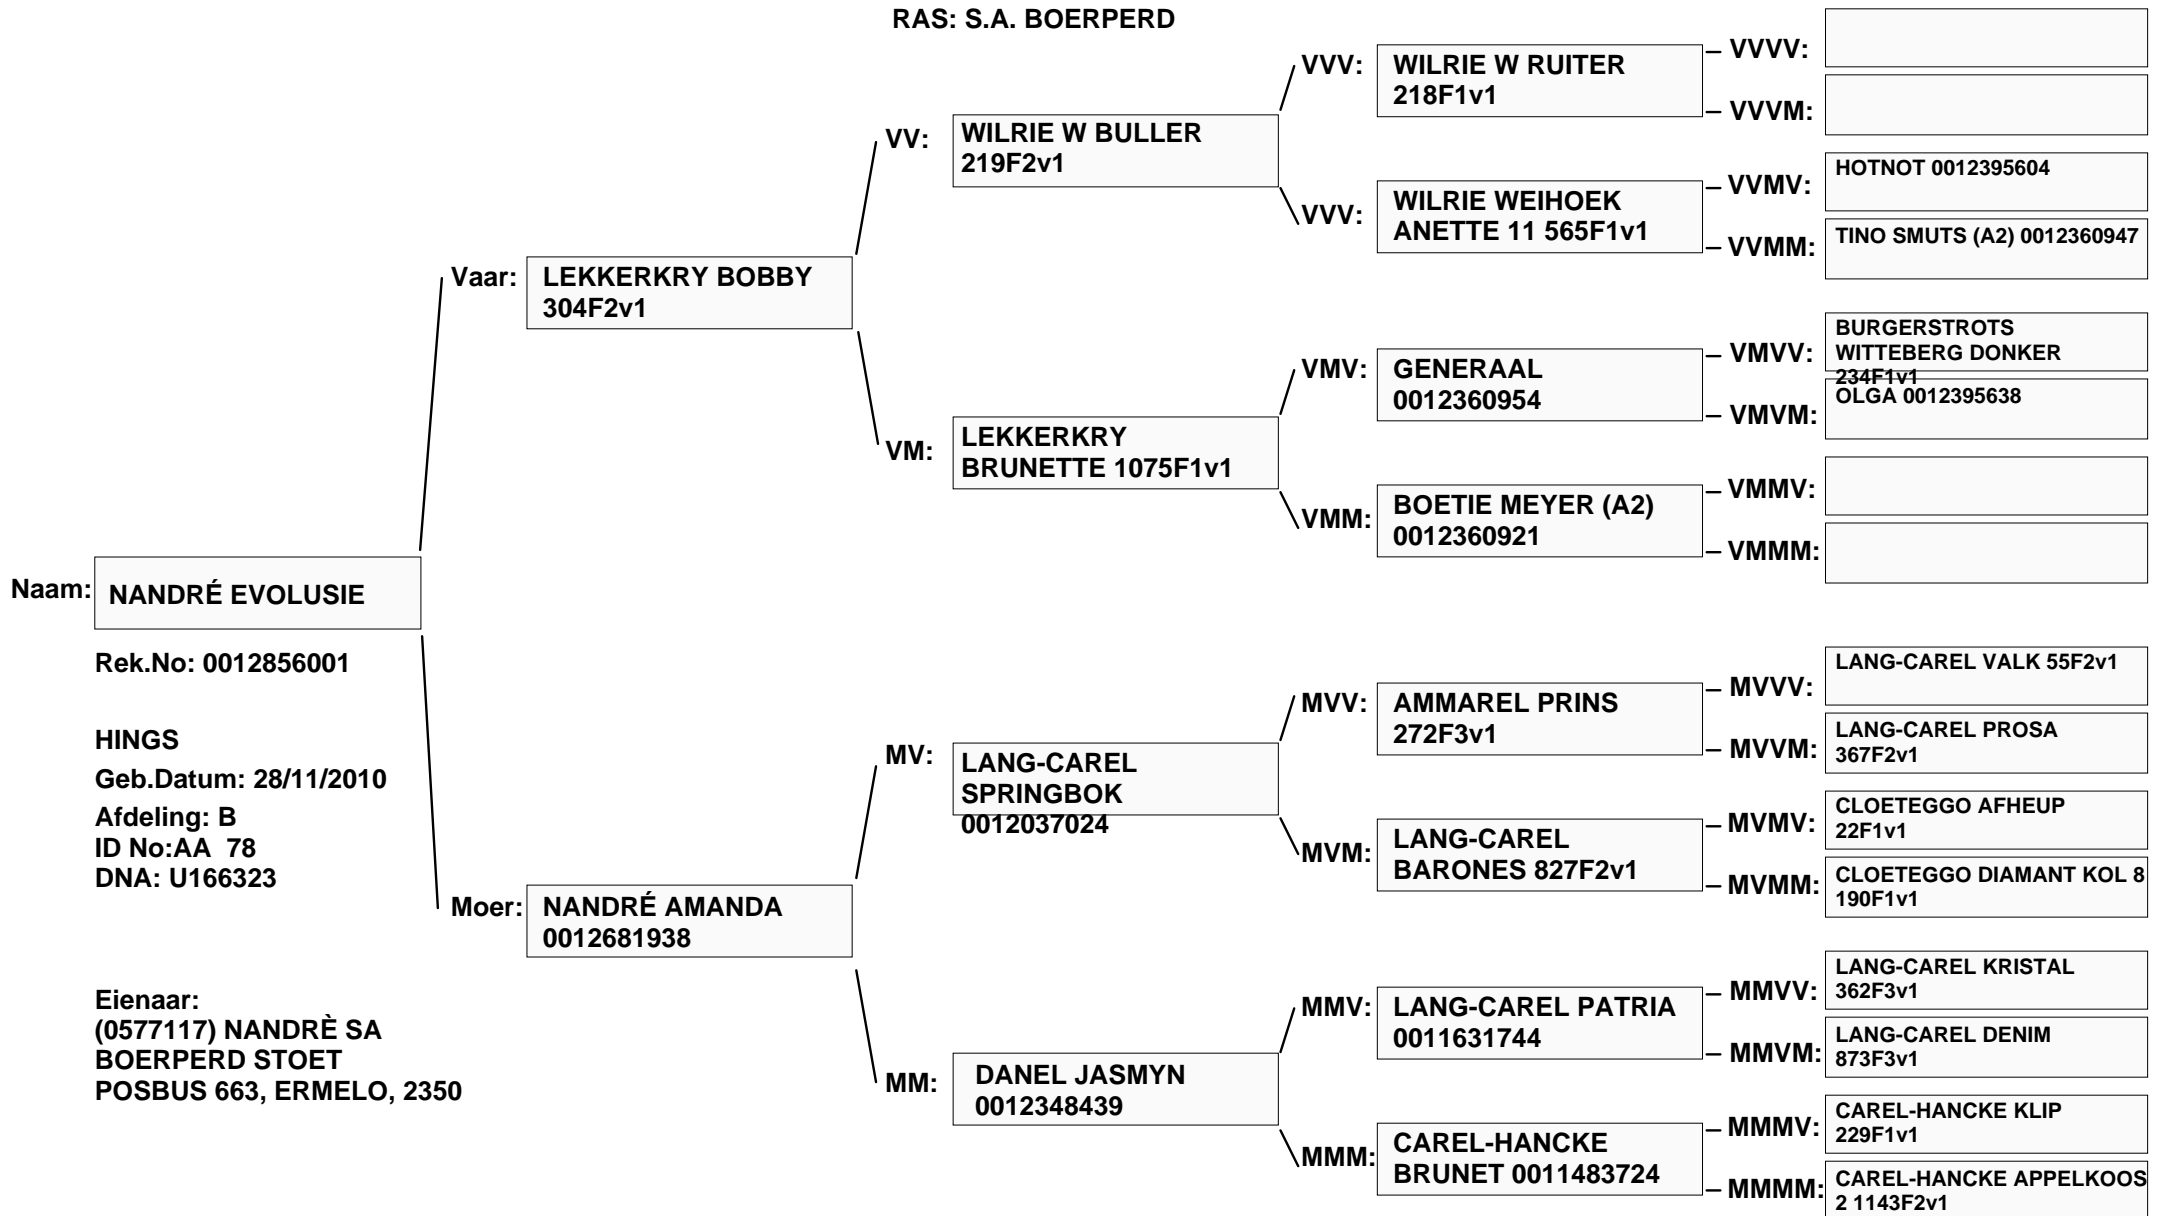 RAS: S.A. BOERPERD
Naam:
NANDRÉ EVOLUSIE
Rek.No: 0012856001
HINGS
Geb.Datum: 28/11/2010
Afdeling: B
ID No:AA  78
DNA: U166323
Eienaar:
(0577117) NANDRÈ SA
BOERPERD STOET
POSBUS 663, ERMELO, 2350
Vaar:
LEKKERKRY BOBBY
304F2v1
Moer:
NANDRÉ AMANDA
0012681938
VV:
WILRIE W BULLER
219F2v1
VM:
LEKKERKRY
BRUNETTE 1075F1v1
MV:
LANG-CAREL
SPRINGBOK
0012037024
MM:
DANEL JASMYN
0012348439
VVV:
WILRIE W RUITER
218F1v1
VVV:
WILRIE WEIHOEK
ANETTE 11 565F1v1
VMV:
GENERAAL
0012360954
VMM:
BOETIE MEYER (A2)
0012360921
MVV:
AMMAREL PRINS
272F3v1
MVM:
LANG-CAREL
BARONES 827F2v1
MMV:
LANG-CAREL PATRIA
0011631744
MMM:
CAREL-HANCKE
BRUNET 0011483724
VVVV:
VVVM:
VVMV:
HOTNOT 0012395604
VVMM:
TINO SMUTS (A2) 0012360947
VMVV:
BURGERSTROTS
WITTEBERG DONKER
234F1v1
VMVM:
OLGA 0012395638
VMMV:
VMMM:
MVVV:
LANG-CAREL VALK 55F2v1
MVVM:
LANG-CAREL PROSA
367F2v1
MVMV:
CLOETEGGO AFHEUP
22F1v1
MVMM:
CLOETEGGO DIAMANT KOL 8
190F1v1
MMVV:
LANG-CAREL KRISTAL
362F3v1
MMVM:
LANG-CAREL DENIM
873F3v1
MMMV:
CAREL-HANCKE KLIP
229F1v1
MMMM:
CAREL-HANCKE APPELKOOS
2 1143F2v1